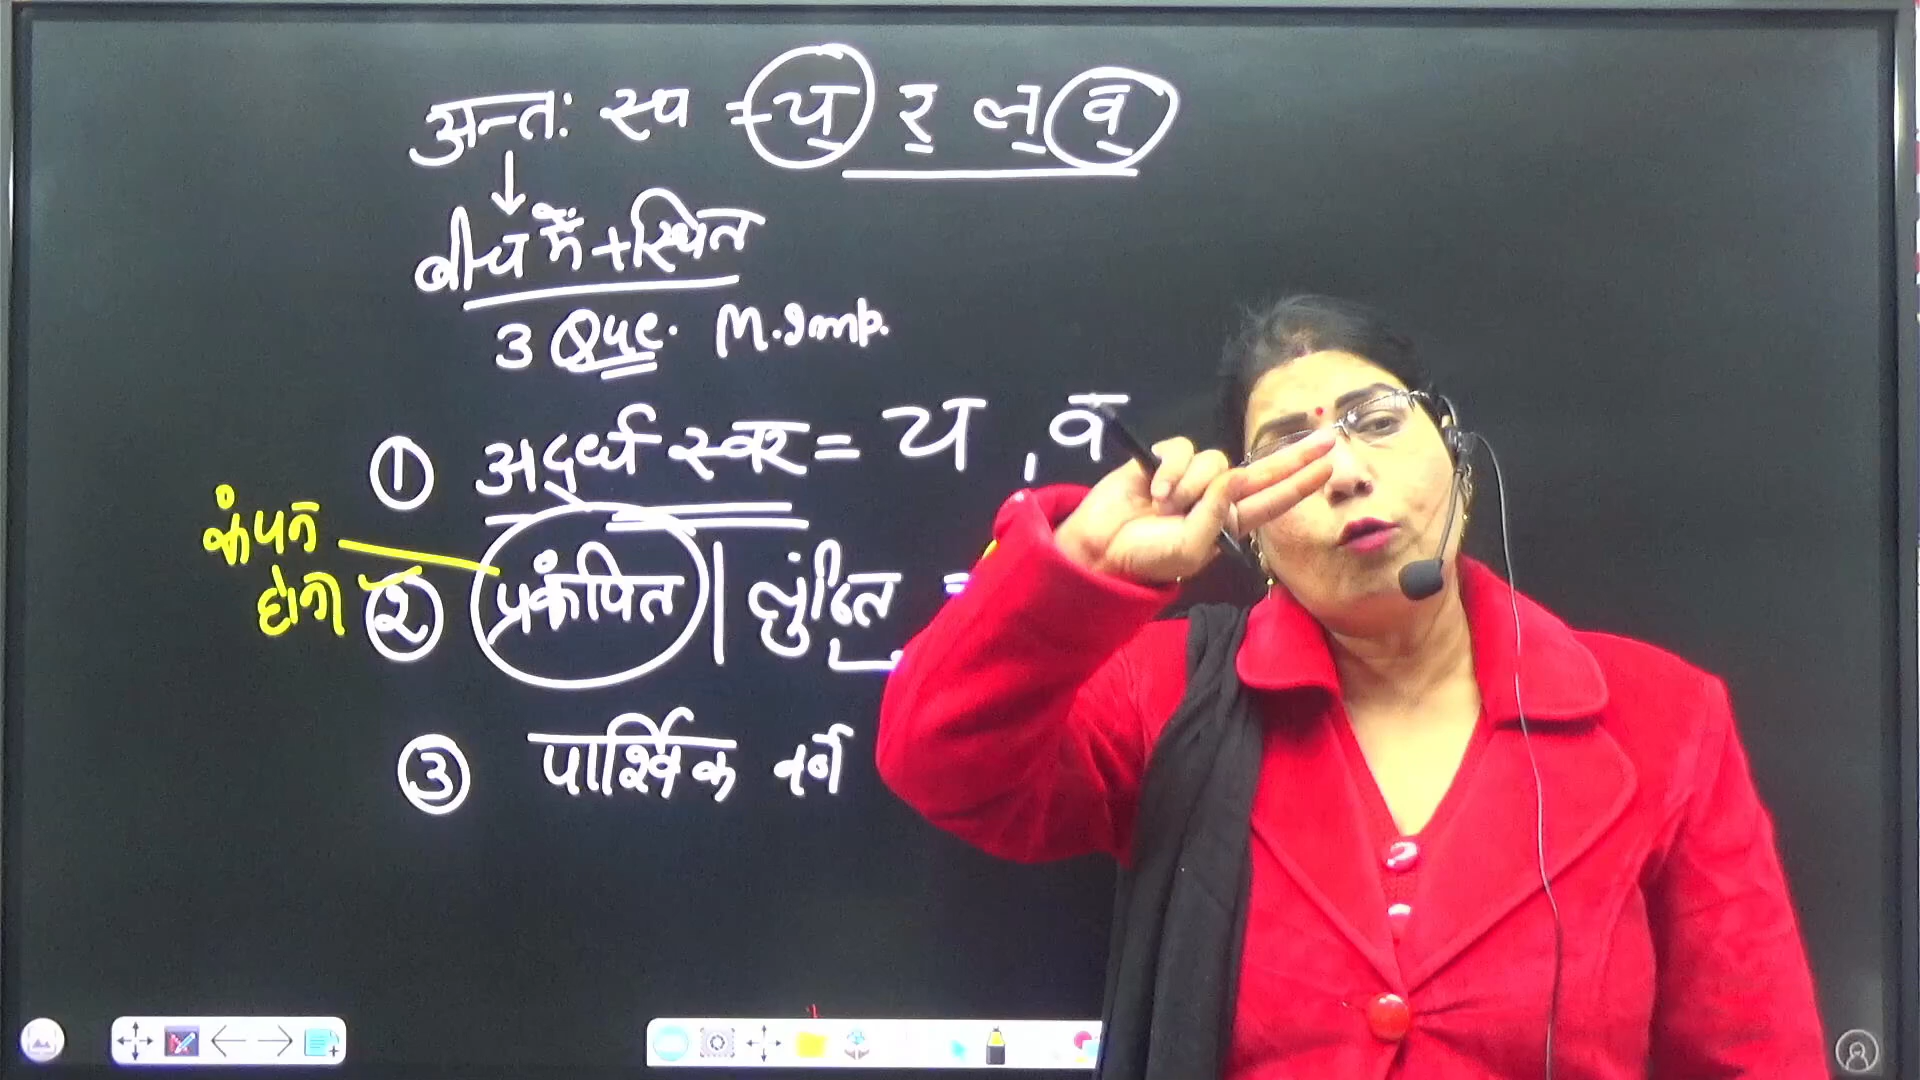 अन्तः स्थ = य् र् ल् व्
↓
बीच में + स्थित
3 Que. M.Imp.
① अर्द्ध स्वर = य , व
कंपन होना
② प्रकंपित | लुंठित =
③ पार्श्विक वर्ण